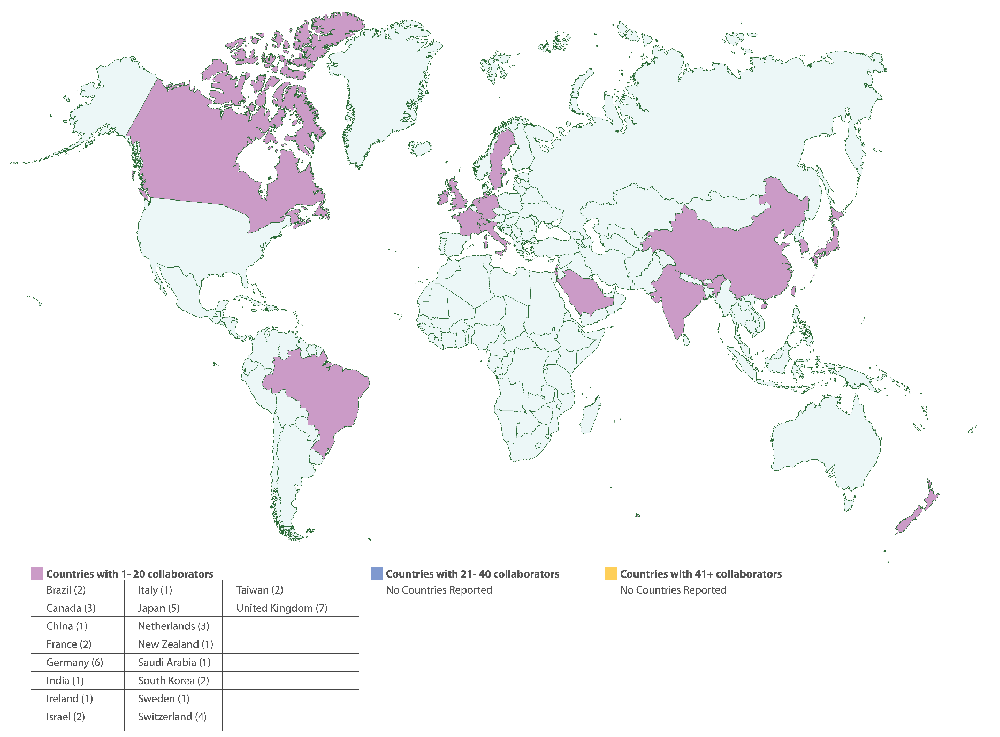 Countries with 1- 20 collaborators
Brazil (2)
Canada (3)
China (1)
France (2)
Germany (6)
India (1)
Ireland (1)
Israel (2)
Italy (1)
Japan (5)
Netherlands (3)
New Zealand (1)
Saudi Arabia (1)
South Korea (2)
Sweden (1)
Switzerland (4)
Taiwan (2)
United Kingdom (7)
Countries with 21- 40 collaborators
No Countries Reported
Countries with 41+ collaborators
No Countries Reported